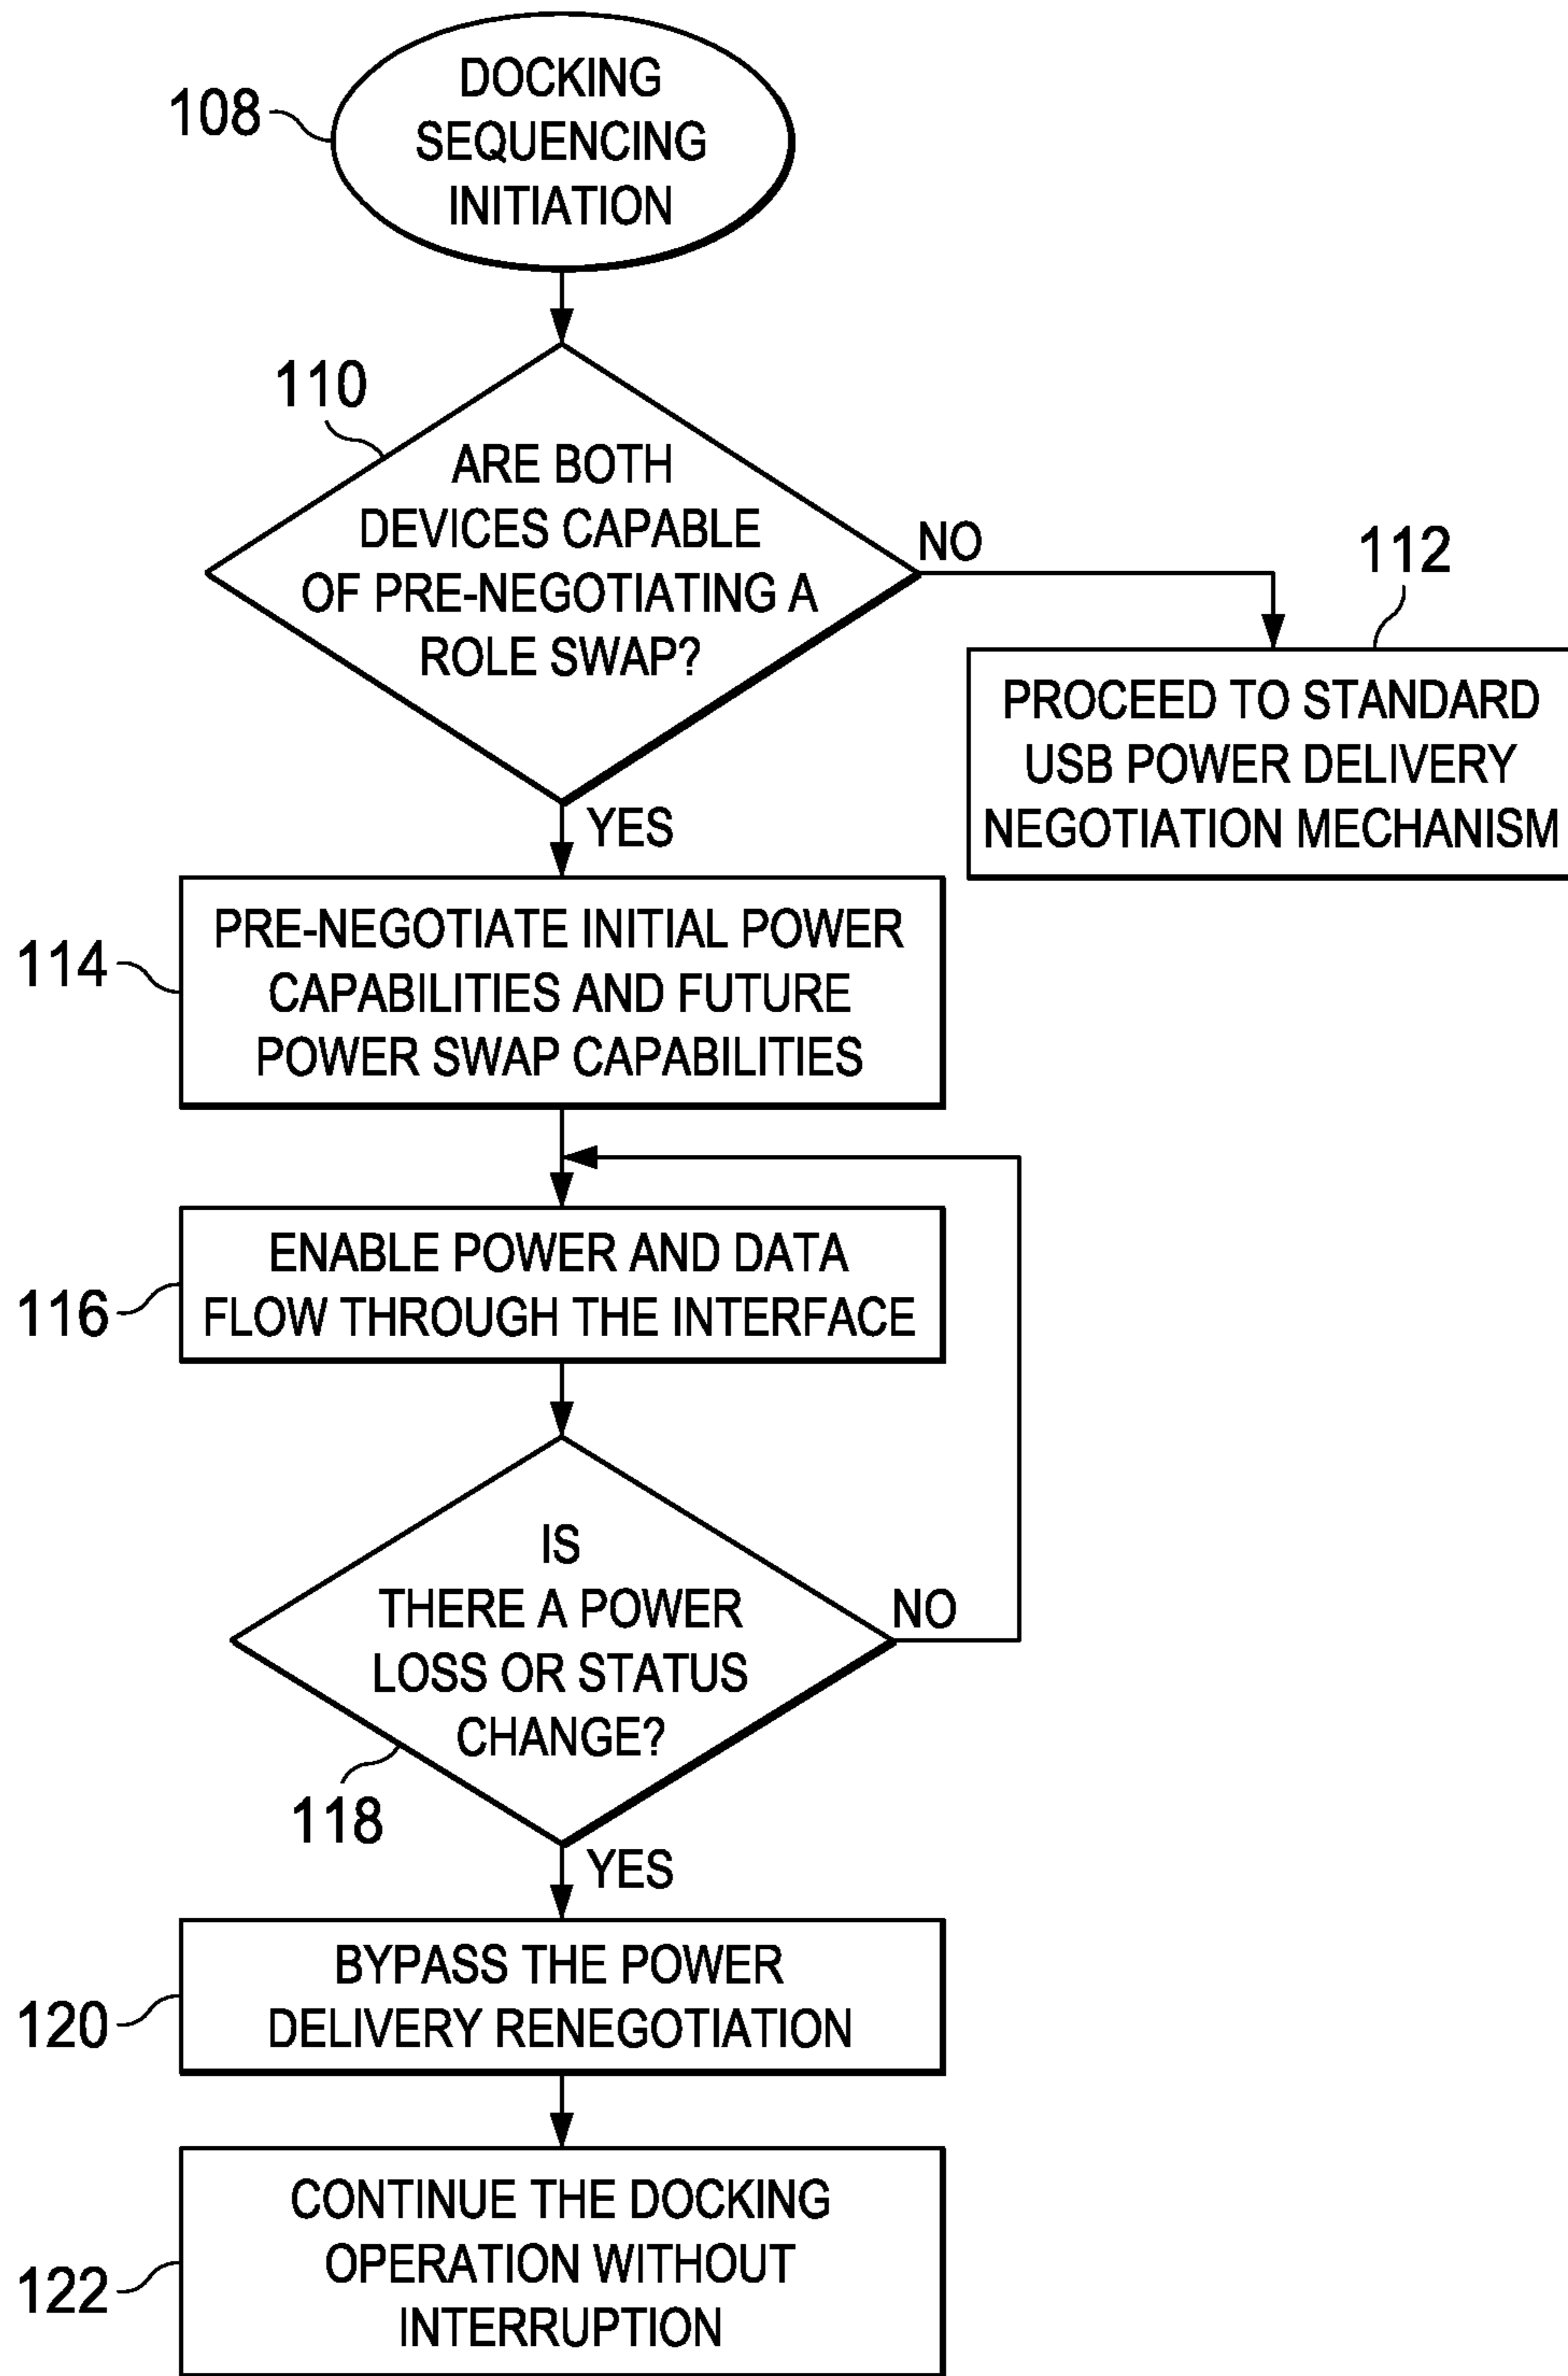 108
DOCKING
SEQUENCING
INITIATION
110
ARE BOTH
DEVICES CAPABLE
OF PRE-NEGOTIATING A
ROLE SWAP?
NO
112
PROCEED TO STANDARD
USB POWER DELIVERY
NEGOTIATION MECHANISM
YES
114
PRE-NEGOTIATE INITIAL POWER
CAPABILITIES AND FUTURE
POWER SWAP CAPABILITIES
116
ENABLE POWER AND DATA
FLOW THROUGH THE INTERFACE
IS
THERE A POWER
LOSS OR STATUS
CHANGE?
NO
118
YES
120
BYPASS THE POWER
DELIVERY RENEGOTIATION
122
CONTINUE THE DOCKING
OPERATION WITHOUT
INTERRUPTION